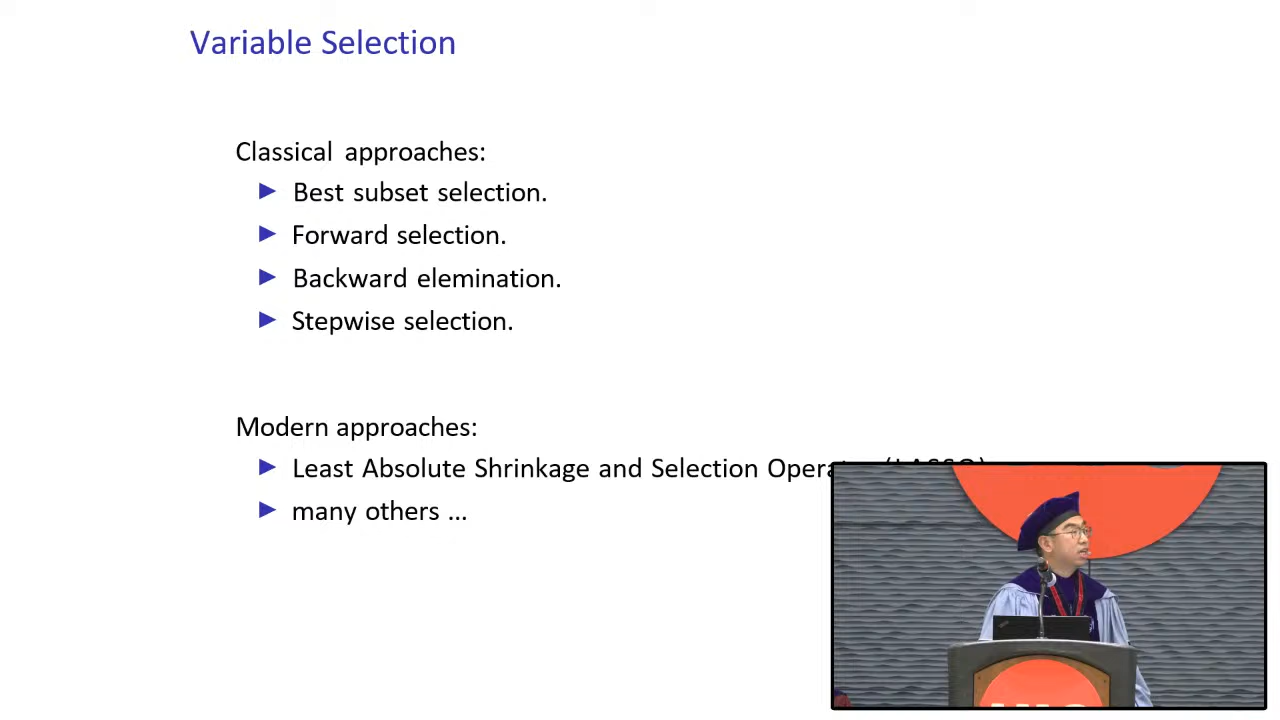 Variable Selection
Classical approaches:
Best subset selection.
Forward selection.
Backward elemination.
Stepwise selection.
Modern approaches:
Least Absolute Shrinkage and Selection
many others ...